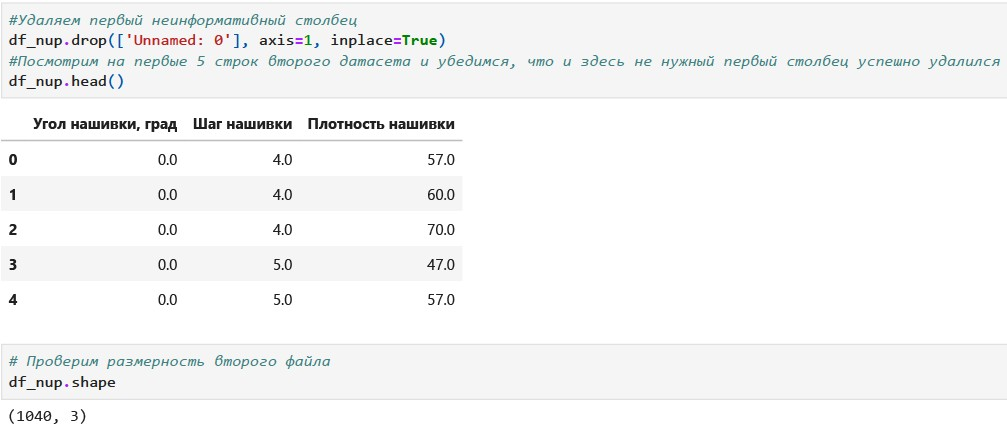 #Удаляем первый неинформативный столбец
df_nup.drop(['Unnamed: 0'], axis=1, inplace=True)
#Посмотрим на первые 5 строк второго датасета и убедимся, что и здесь не нужный первый столбец успешно удалился
df_nup.head()
Угол нашивки, град Шаг нашивки Плотность нашивки
0 0.0 4.0 57.0
1 0.0 4.0 60.0
2 0.0 4.0 70.0
3 0.0 5.0 47.0
4 0.0 5.0 57.0
# Проверим размерность второго файла
df_nup.shape
(1040, 3)